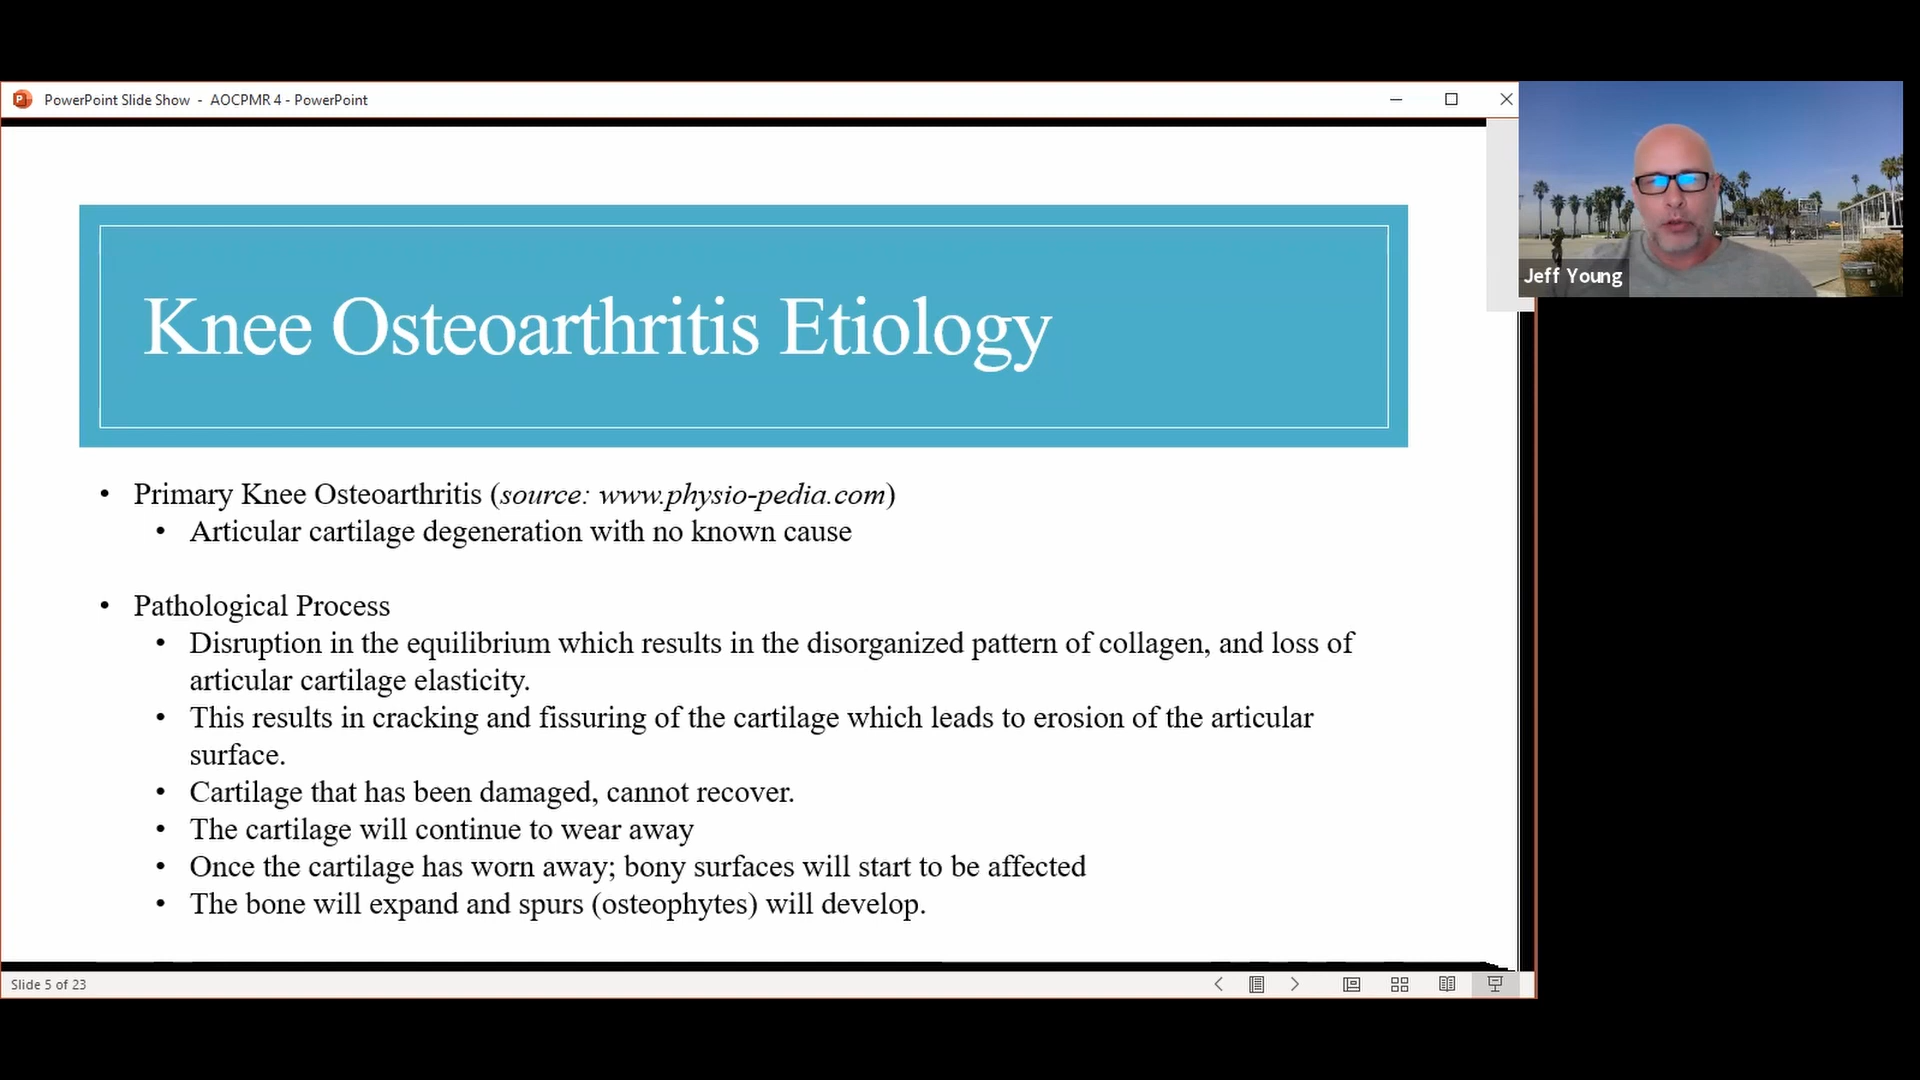 PowerPoint Slide Show - AOCPMR 4 - PowerPoint
Jeff Young
Knee Osteoarthritis Etiology
• Primary Knee Osteoarthritis (source: www.physio-pedia.com)
• Articular cartilage degeneration with no known cause
• Pathological Process
• Disruption in the equilibrium which results in the disorganized pattern of collagen, and loss of
articular cartilage elasticity.
• This results in cracking and fissuring of the cartilage which leads to erosion of the articular
surface.
• Cartilage that has been damaged, cannot recover.
• The cartilage will continue to wear away
• Once the cartilage has worn away; bony surfaces will start to be affected
• The bone will expand and spurs (osteophytes) will develop.
Slide 5 of 23